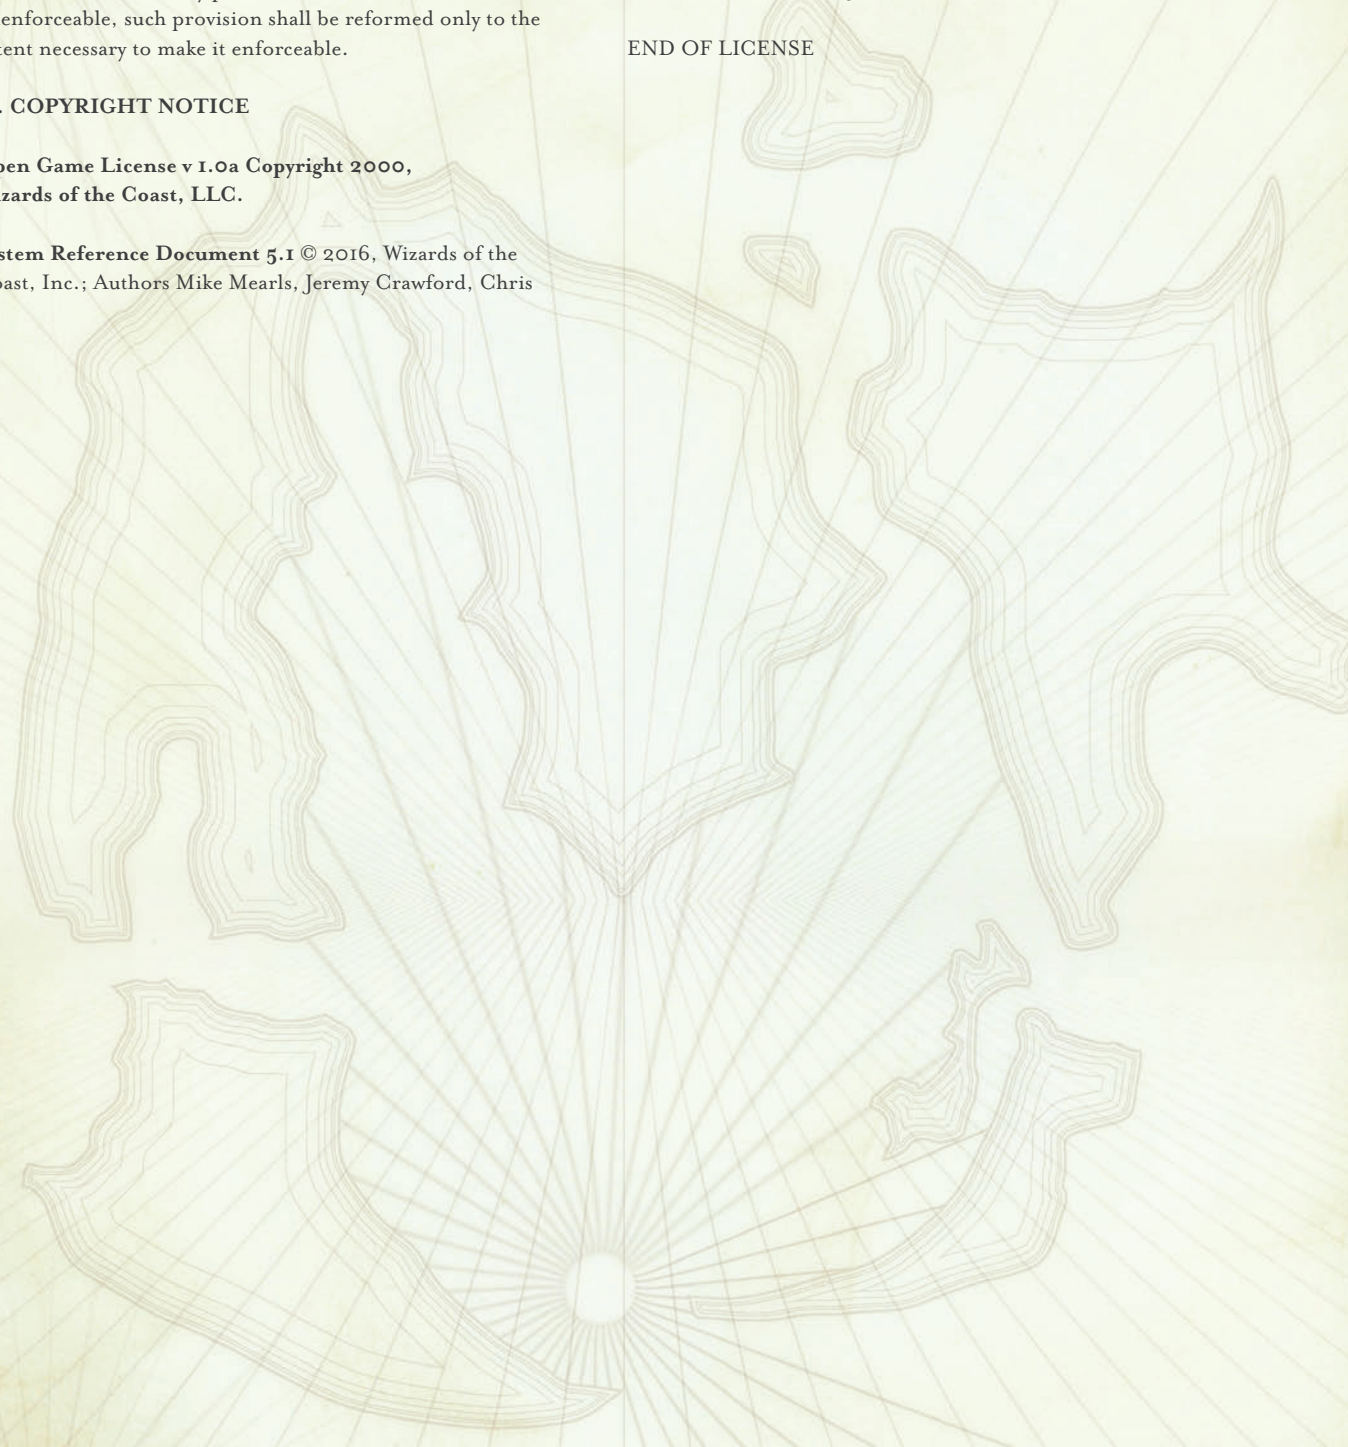 enforceable, such provision shall be reformed only to the
tent necessary to make it enforceable.
. COPYRIGHT NOTICE
pen Game License v 1.0a Copyright 2000,
izards of the Coast, LLC.
stem Reference Document 5.1 © 2016, Wizards of the
oast, Inc.; Authors Mike Mearls, Jeremy Crawford, Chris
END OF LICENSE